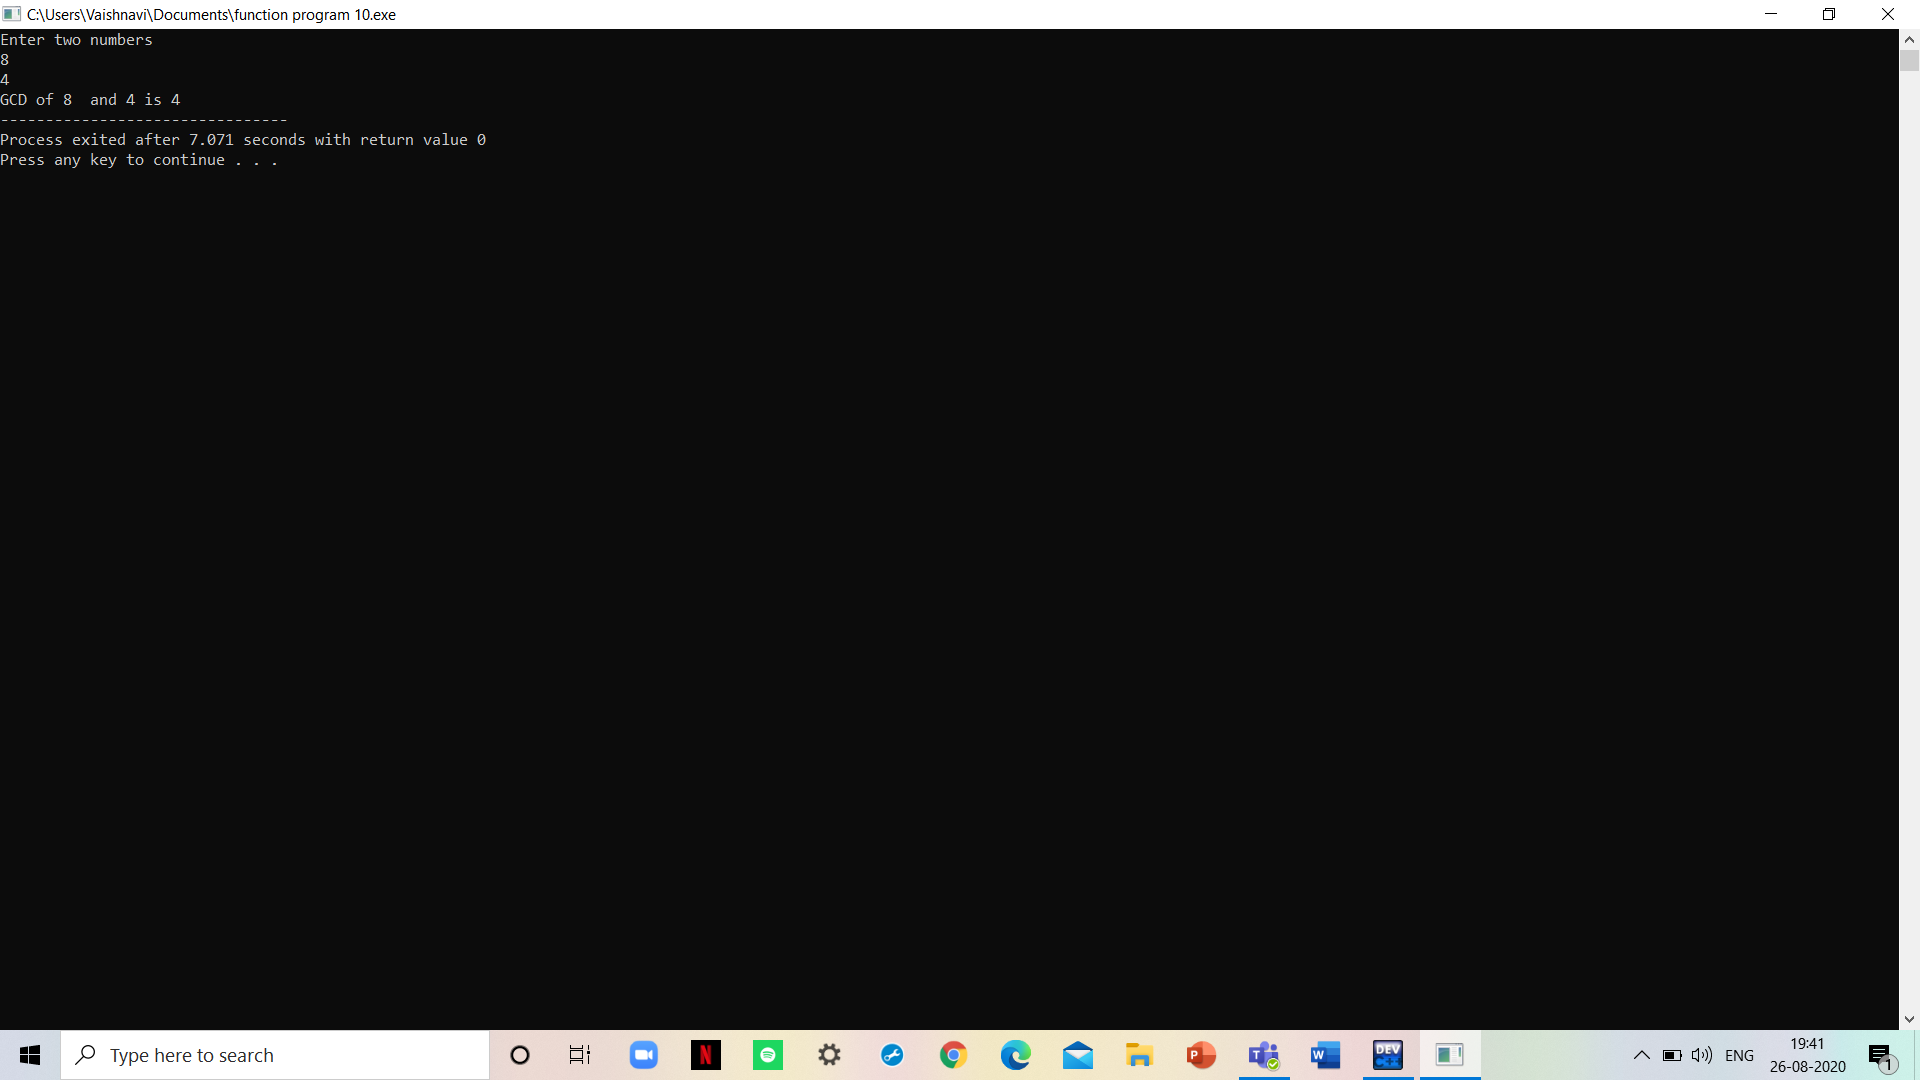 C:\Users\Vaishnavi\Documents\function program 10.exe
Enter two numbers
8
4
GCD of 8  and 4 is 4
--------------------------------
Process exited after 7.071 seconds with return value 0
Press any key to continue . . .
Type here to search
N
P
T
W
DEV
C++
ENG
19:41
26-08-2020
1